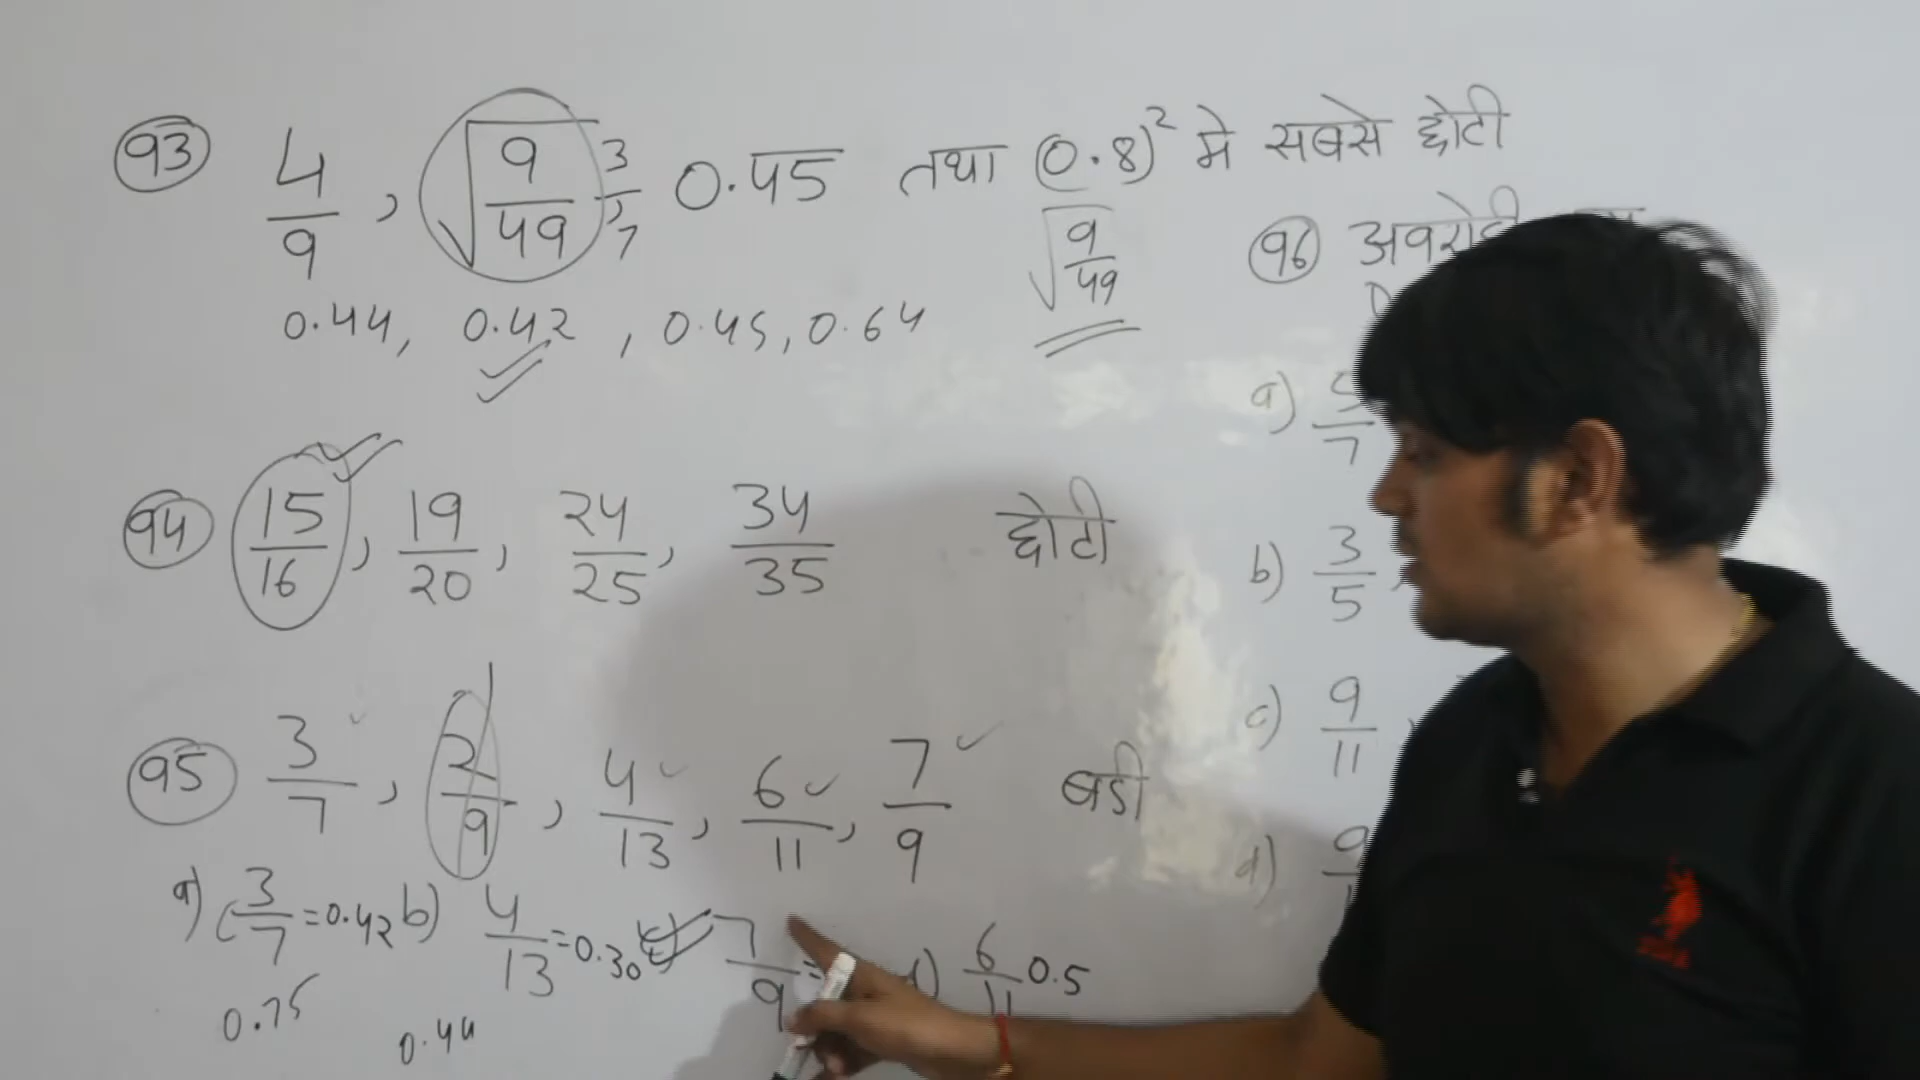 93 4/9, √9/49 3/7, 0.45 तथा (0.8)² मे सबसे छोटी
√9/49
0.44, 0.42, 0.45, 0.64
94 15/16, 19/20, 24/25, 34/35 छोटी
95 3/7, 2/9, 4/13, 6/11, 7/9 बडी
a) 3/7 =0.42 b) 4/13 =0.30 7/9 = d) 6/11 0.5
0.75
0.44
96
a) 5/7
b) 3/5,
c) 9/11,
d) 9